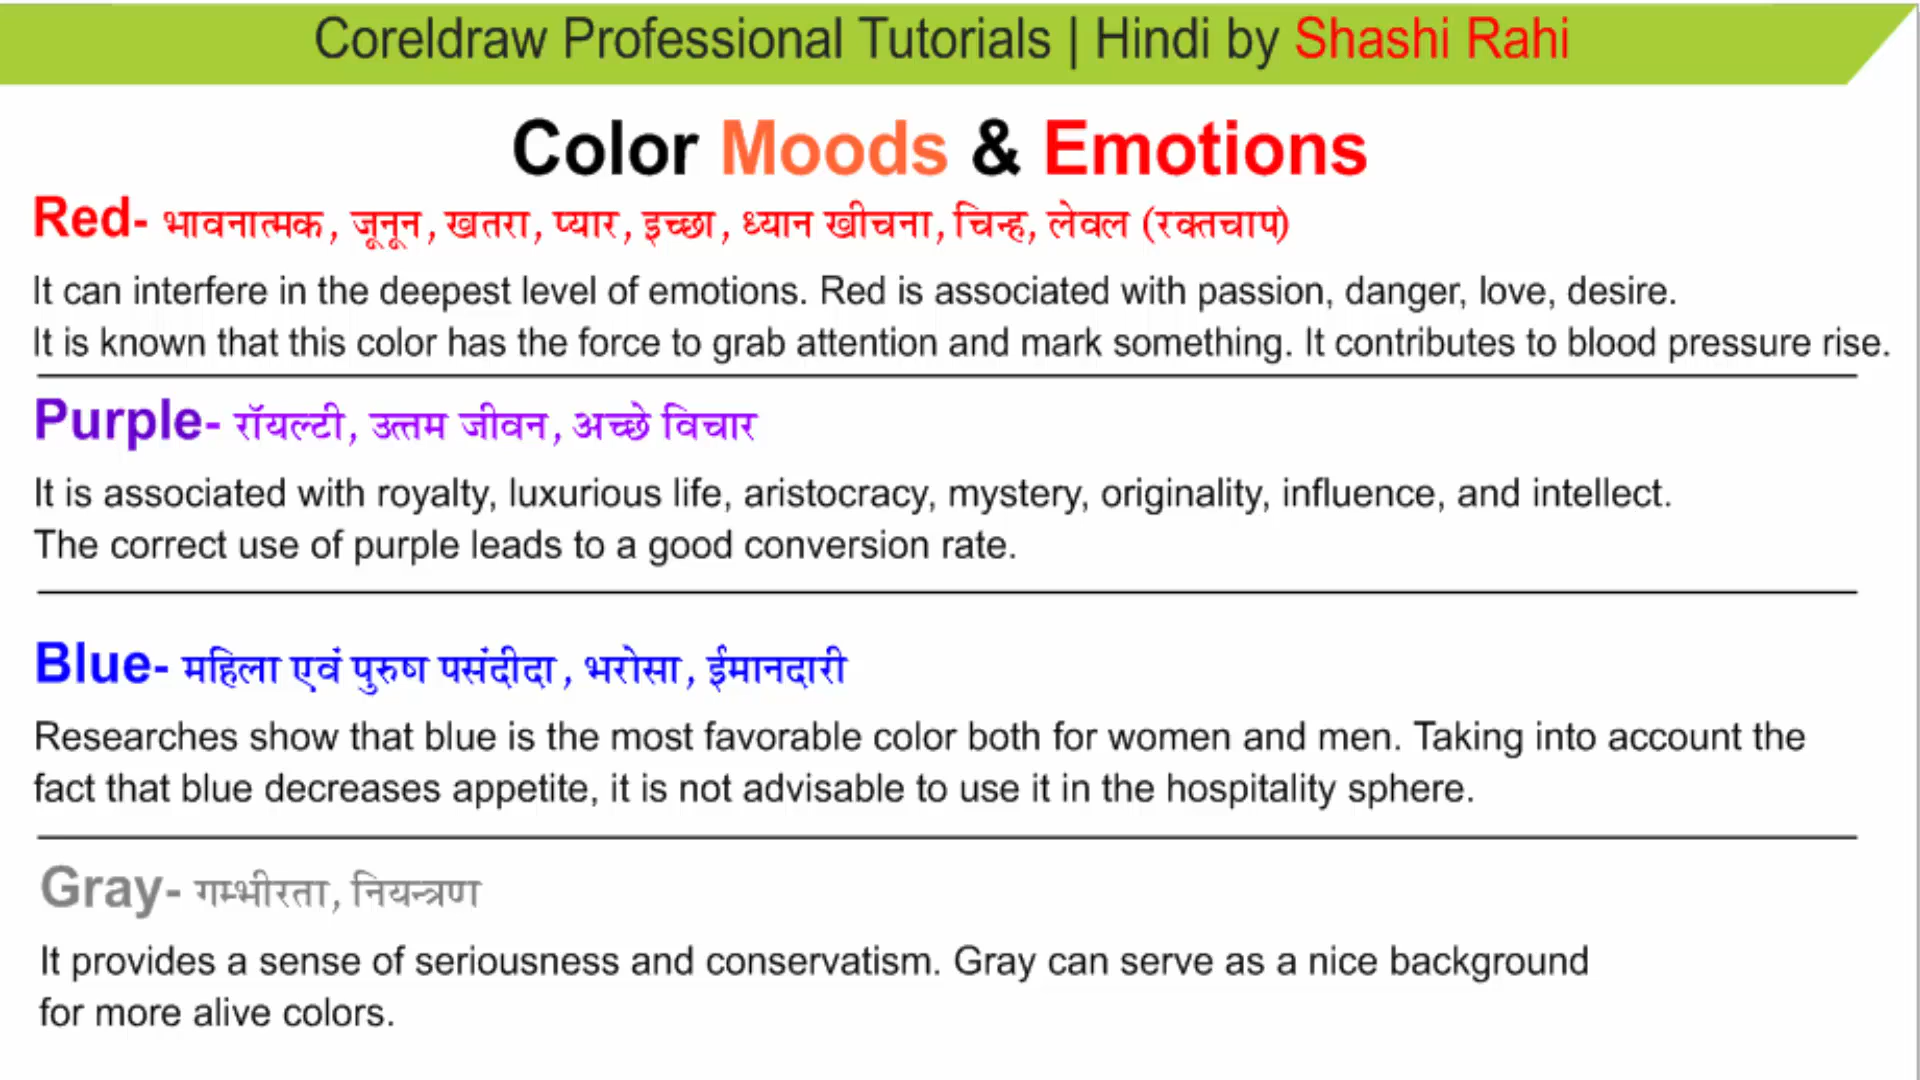 Coreldraw Professional Tutorials | Hindi by Shashi Rahi
Color Moods & Emotions
Red- भावनात्मक, जूनून, खतरा, प्यार, इच्छा, ध्यान खीचना, चिन्ह, लेवल (रक्तचाप)
It can interfere in the deepest level of emotions. Red is associated with passion, danger, love, desire.
It is known that this color has the force to grab attention and mark something. It contributes to blood pressure rise.
Purple- रॉयल्टी, उत्तम जीवन, अच्छे विचार
It is associated with royalty, luxurious life, aristocracy, mystery, originality, influence, and intellect.
The correct use of purple leads to a good conversion rate.
Blue- महिला एवं पुरुष पसंदीदा, भरोसा, ईमानदारी
Researches show that blue is the most favorable color both for women and men. Taking into account the
fact that blue decreases appetite, it is not advisable to use it in the hospitality sphere.
Gray- गम्भीरता, नियन्त्रण
It provides a sense of seriousness and conservatism. Gray can serve as a nice background
for more alive colors.